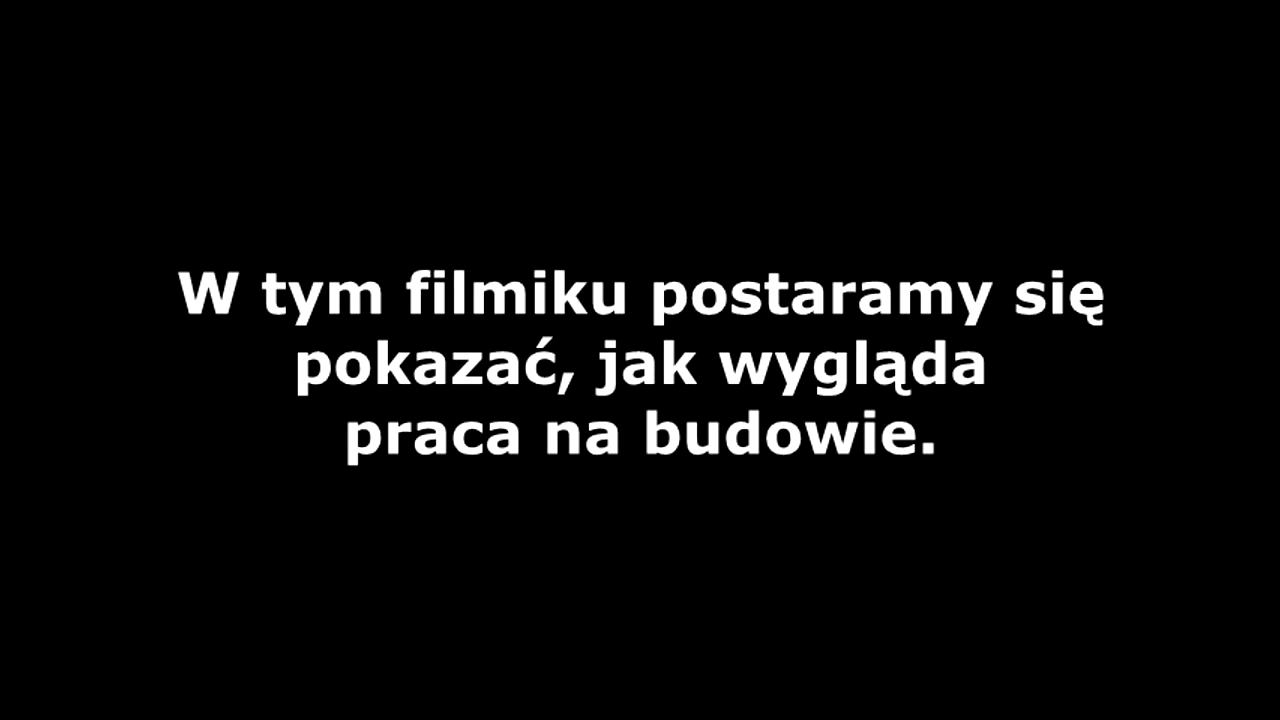 W tym filmiku postaramy się
pokazać, jak wygląda
praca na budowie.